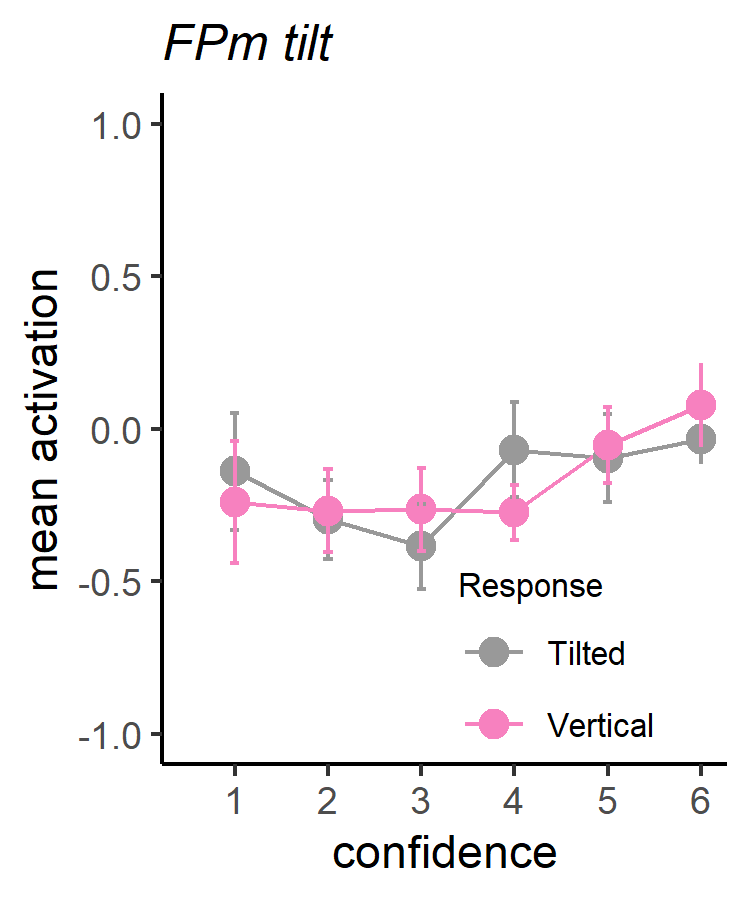 FPm tilt
1.0
0.5
0.0
-0.5
-1.0
mean activation
Response
Tilted
Vertical
1 2 3 4 5 6
confidence